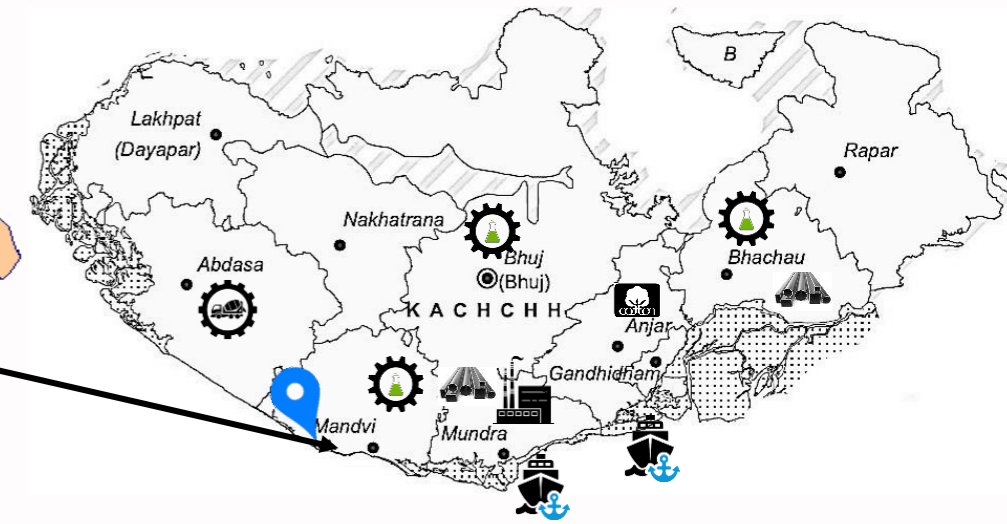 B
Lakhpat
(Dayapar)
Rapar
Nakhatrana
Bhuj
(Bhuj)
Bhachau
Abdasa
KACHCHH
cotton
Anjar
Gandhidham
Mandvi
Mundra